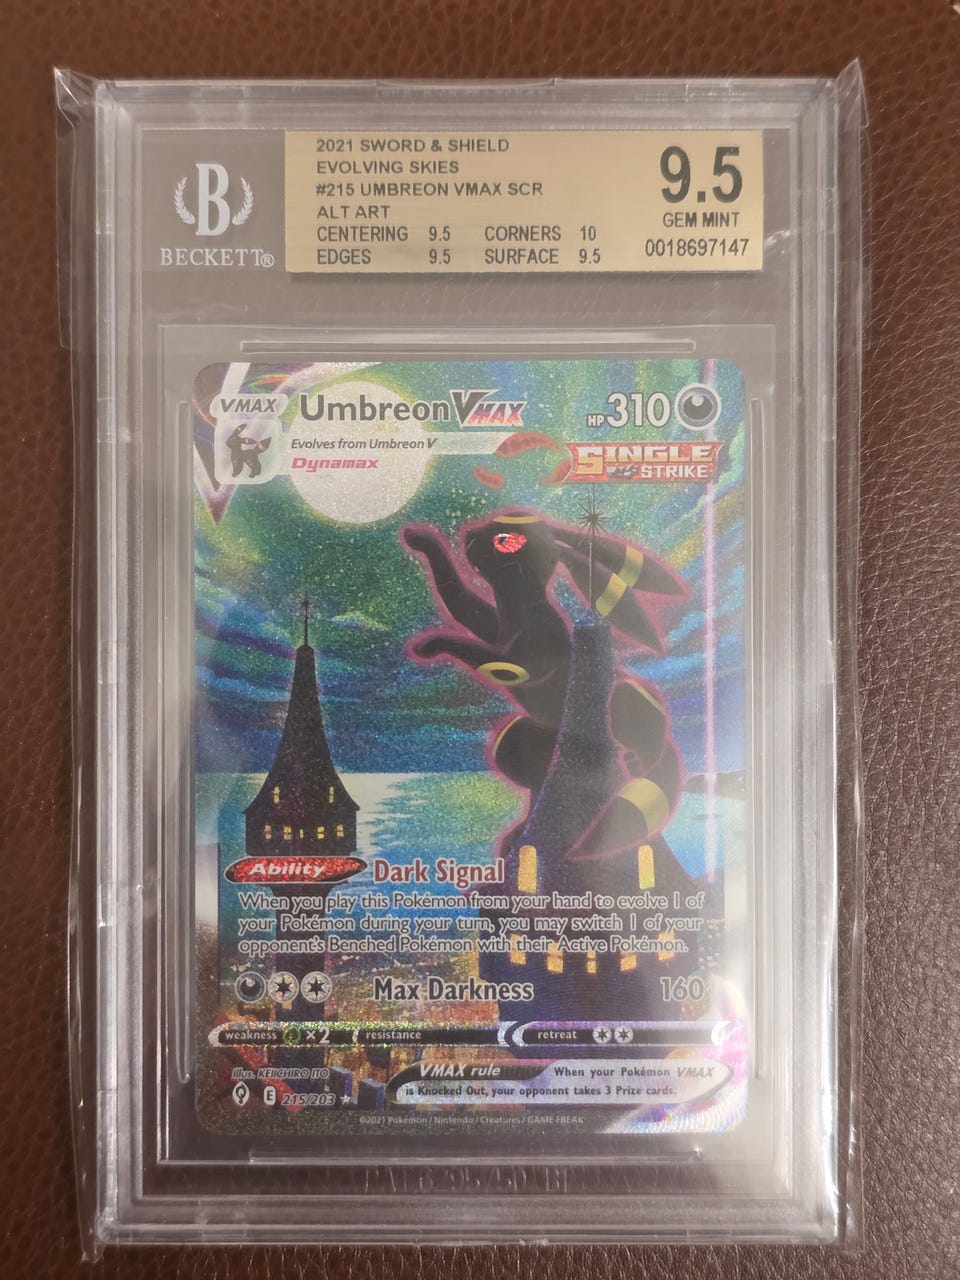 2021 SWORD & SHIELD
EVOLVING SKIES
#215 UMBREON VMAX SCR
ALT ART
CENTERING 9.5 CORNERS 10
EDGES 9.5 SURFACE 9.5
9.5
GEM MINT
0018697147
B
BECKETT®
VMAX Umbreon VMAX HP 310
Evolves from Umbreon V
Dynamax
SINGLE
STRIKE
Ability Dark Signal
When you play this Pokémon from your hand to evolve 1 of
your Pokémon during your turn, you may switch 1 of your
opponent's Benched Pokémon with their Active Pokémon.
Max Darkness 160
weakness ×2 resistance retreat
VMAX rule When your Pokémon VMAX
is Knocked Out, your opponent takes 3 Prize cards.
Illus. KEIICHIRO ITO
E 215/203
©2021 Pokémon / Nintendo / Creatures / GAME FREAK